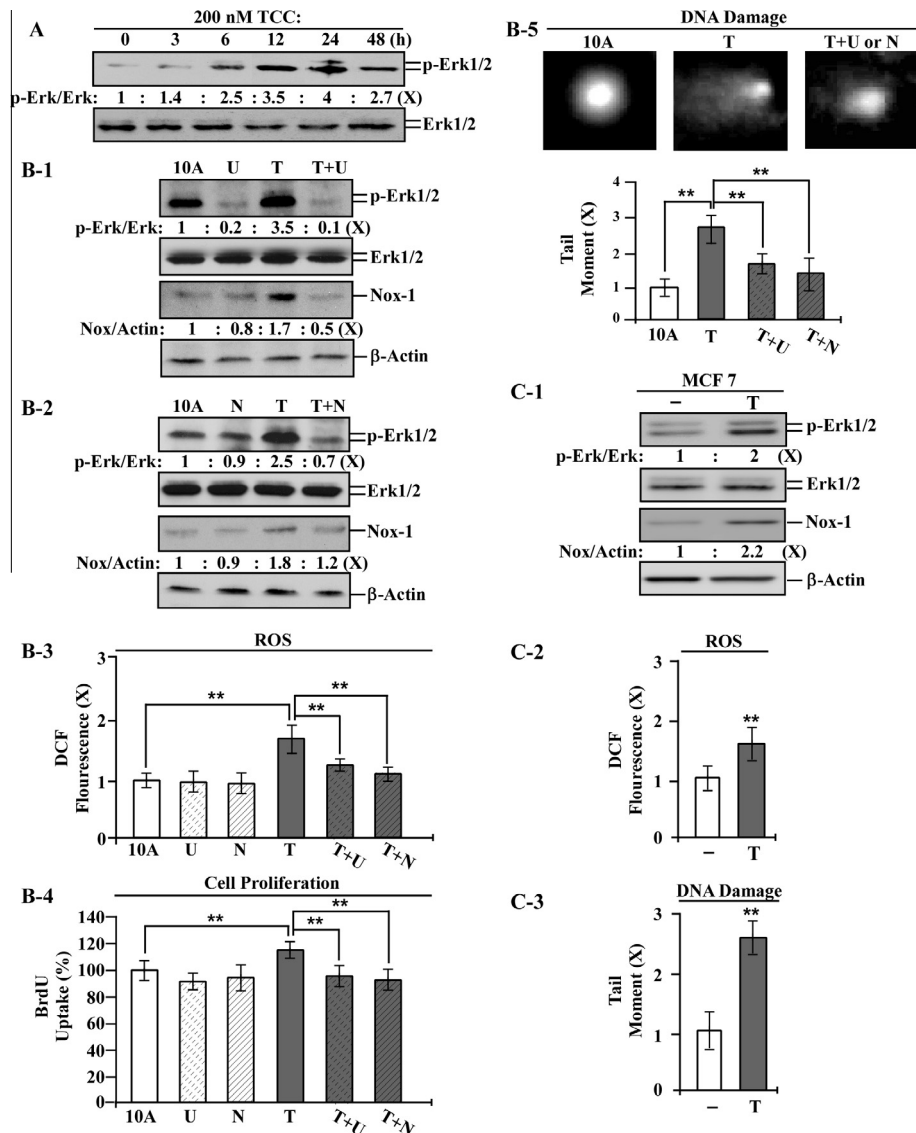 A
200 nM TCC:
0 3 6 12 24 48 (h)
p-Erk1/2
p-Erk/Erk: 1 : 1.4 : 2.5 : 3.5 : 4 : 2.7 (X)
Erk1/2
B-1
10A U T T+U
p-Erk1/2
p-Erk/Erk: 1 : 0.2 : 3.5 : 0.1 (X)
Erk1/2
Nox-1
Nox/Actin: 1 : 0.8 : 1.7 : 0.5 (X)
β-Actin
B-2
10A N T T+N
p-Erk1/2
p-Erk/Erk: 1 : 0.9 : 2.5 : 0.7 (X)
Erk1/2
Nox-1
Nox/Actin: 1 : 0.9 : 1.8 : 1.2 (X)
β-Actin
B-3
ROS
DCF
Flourescence (X)
3
2
1
0
**
**
**
10A U N T T+U T+N
B-4
Cell Proliferation
BrdU
Uptake (%)
140
120
100
80
60
40
20
0
**
**
**
10A U N T T+U T+N
B-5
DNA Damage
10A T T+U or N
Tail
Moment (X)
4
3
2
1
0
**
**
**
10A T T+U T+N
C-1
MCF 7
– T
p-Erk1/2
p-Erk/Erk: 1 : 2 (X)
Erk1/2
Nox-1
Nox/Actin: 1 : 2.2 (X)
β-Actin
C-2
ROS
DCF
Flourescence (X)
3
2
1
0
**
– T
C-3
DNA Damage
Tail
Moment (X)
3
2
1
0
**
– T